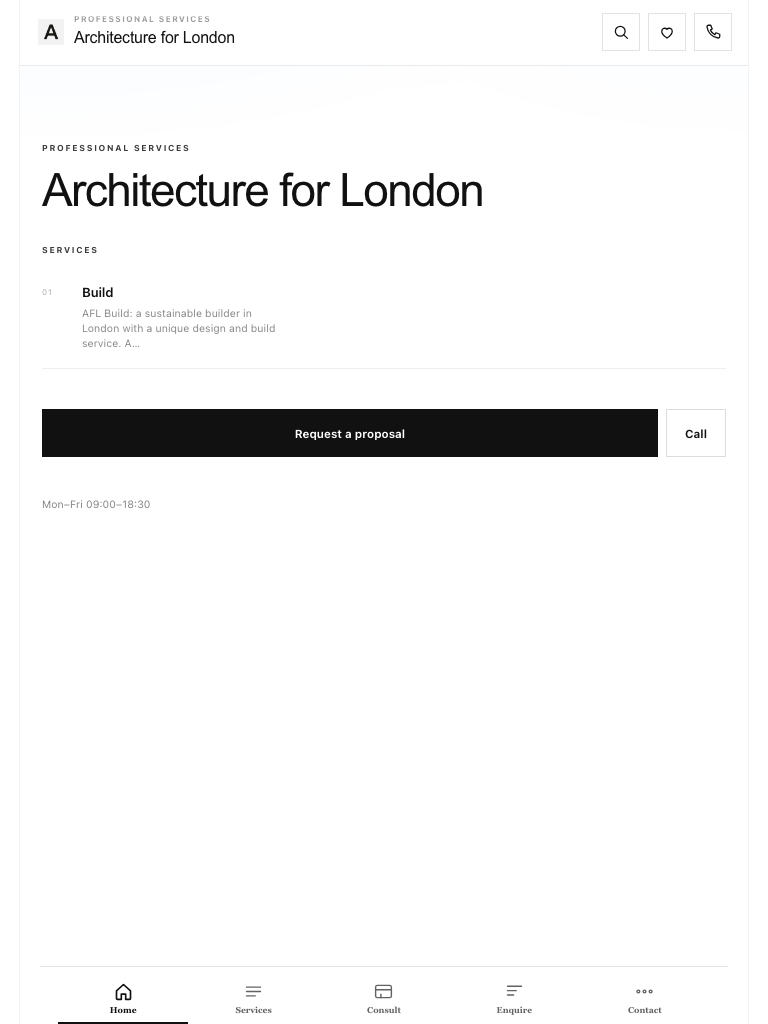 A
PROFESSIONAL SERVICES
Architecture for London
PROFESSIONAL SERVICES
Architecture for London
SERVICES
01
Build
AFL Build: a sustainable builder in
London with a unique design and build
service. A...
Request a proposal
Call
Mon–Fri 09:00–18:30
Home
Services
Consult
Enquire
Contact